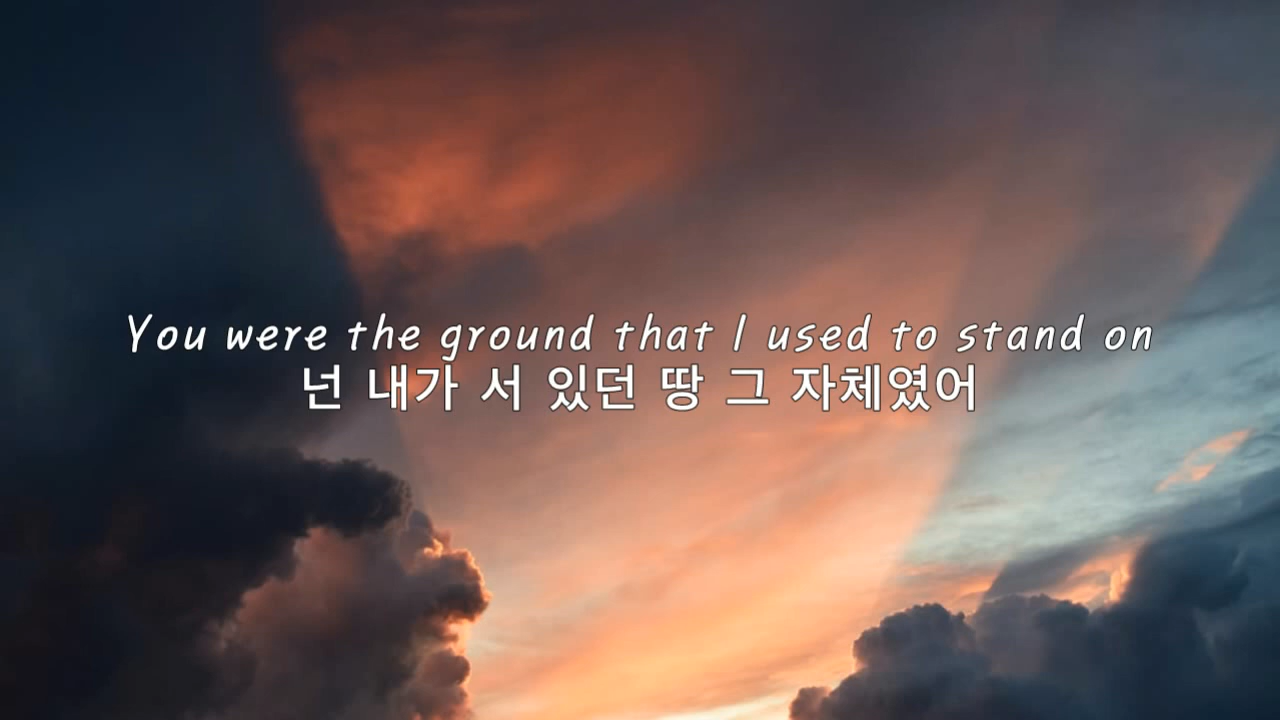 You were the ground that I used to stand on
넌 내가 서 있던 땅 그 자체였어